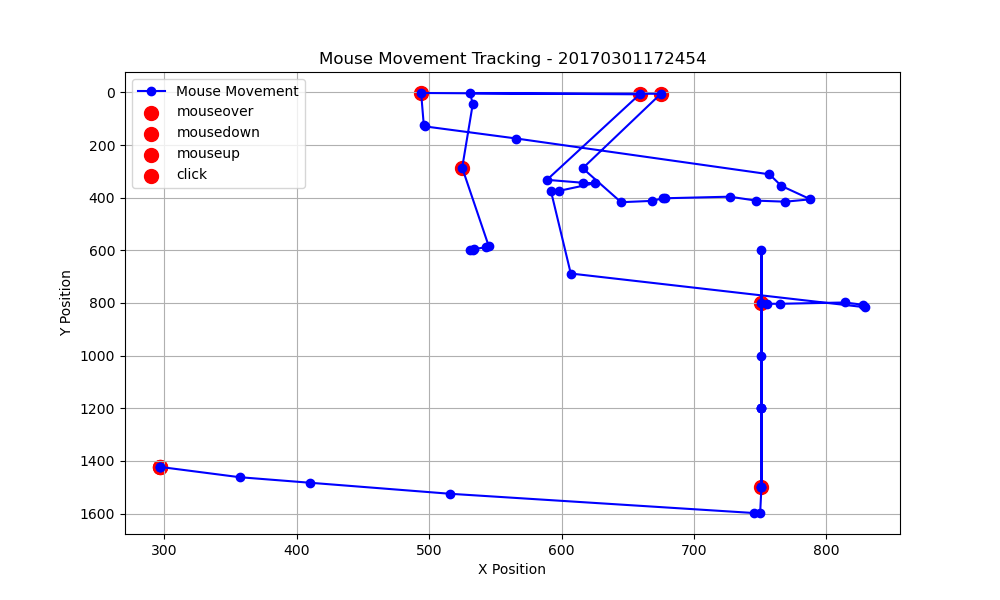 Mouse Movement Tracking - 20170301172454
Mouse Movement
mouseover
mousedown
mouseup
click
Y Position
0
200
400
600
800
1000
1200
1400
1600
300
400
500
600
700
800
X Position